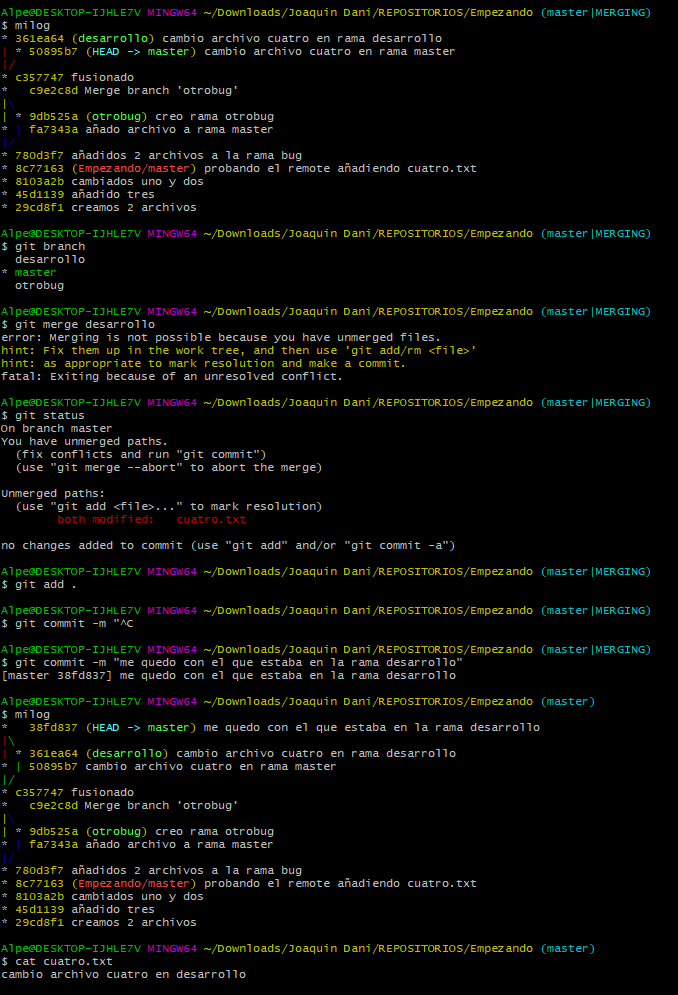 Alpe@DESKTOP-IJHLE7V MINGW64 ~/Downloads/Joaquin Dani/REPOSITORIOS/Empezando (master|MERGING)
$ milog
* 361ea64 (desarrollo) cambio archivo cuatro en rama desarrollo
| * 50895b7 (HEAD -> master) cambio archivo cuatro en rama master
|/
* c357747 fusionado
*   c9e2c8d Merge branch 'otrobug'
|\
| * 9db525a (otrobug) creo rama otrobug
* | fa7343a añado archivo a rama master
|/
* 780d3f7 añadidos 2 archivos a la rama bug
* 8c77163 (Empezando/master) probando el remote añadiendo cuatro.txt
* 8103a2b cambiados uno y dos
* 45d1139 añadido tres
* 29cd8f1 creamos 2 archivos
Alpe@DESKTOP-IJHLE7V MINGW64 ~/Downloads/Joaquin Dani/REPOSITORIOS/Empezando (master|MERGING)
$ git branch
  desarrollo
* master
  otrobug
Alpe@DESKTOP-IJHLE7V MINGW64 ~/Downloads/Joaquin Dani/REPOSITORIOS/Empezando (master|MERGING)
$ git merge desarrollo
error: Merging is not possible because you have unmerged files.
hint: Fix them up in the work tree, and then use 'git add/rm <file>'
hint: as appropriate to mark resolution and make a commit.
fatal: Exiting because of an unresolved conflict.
Alpe@DESKTOP-IJHLE7V MINGW64 ~/Downloads/Joaquin Dani/REPOSITORIOS/Empezando (master|MERGING)
$ git status
On branch master
You have unmerged paths.
  (fix conflicts and run "git commit")
  (use "git merge --abort" to abort the merge)
Unmerged paths:
  (use "git add <file>..." to mark resolution)
        both modified:   cuatro.txt
no changes added to commit (use "git add" and/or "git commit -a")
Alpe@DESKTOP-IJHLE7V MINGW64 ~/Downloads/Joaquin Dani/REPOSITORIOS/Empezando (master|MERGING)
$ git add .
Alpe@DESKTOP-IJHLE7V MINGW64 ~/Downloads/Joaquin Dani/REPOSITORIOS/Empezando (master|MERGING)
$ git commit -m "^C
Alpe@DESKTOP-IJHLE7V MINGW64 ~/Downloads/Joaquin Dani/REPOSITORIOS/Empezando (master|MERGING)
$ git commit -m "me quedo con el que estaba en la rama desarrollo"
[master 38fd837] me quedo con el que estaba en la rama desarrollo
Alpe@DESKTOP-IJHLE7V MINGW64 ~/Downloads/Joaquin Dani/REPOSITORIOS/Empezando (master)
$ milog
*   38fd837 (HEAD -> master) me quedo con el que estaba en la rama desarrollo
|\
| * 361ea64 (desarrollo) cambio archivo cuatro en rama desarrollo
* | 50895b7 cambio archivo cuatro en rama master
|/
* c357747 fusionado
*   c9e2c8d Merge branch 'otrobug'
|\
| * 9db525a (otrobug) creo rama otrobug
* | fa7343a añado archivo a rama master
|/
* 780d3f7 añadidos 2 archivos a la rama bug
* 8c77163 (Empezando/master) probando el remote añadiendo cuatro.txt
* 8103a2b cambiados uno y dos
* 45d1139 añadido tres
* 29cd8f1 creamos 2 archivos
Alpe@DESKTOP-IJHLE7V MINGW64 ~/Downloads/Joaquin Dani/REPOSITORIOS/Empezando (master)
$ cat cuatro.txt
cambio archivo cuatro en desarrollo